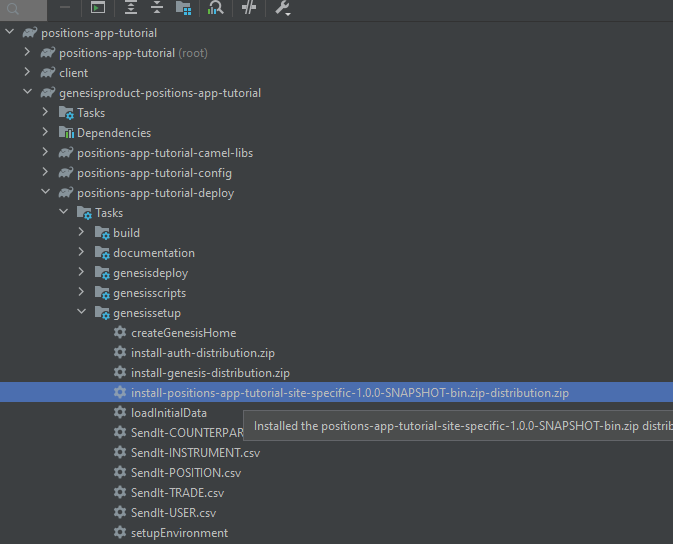 positions-app-tutorial
positions-app-tutorial (root)
client
genesisproduct-positions-app-tutorial
Tasks
Dependencies
positions-app-tutorial-camel-libs
positions-app-tutorial-config
positions-app-tutorial-deploy
Tasks
build
documentation
genesisdeploy
genesisscripts
genesissetup
createGenesisHome
install-auth-distribution.zip
install-genesis-distribution.zip
install-positions-app-tutorial-site-specific-1.0.0-SNAPSHOT-bin.zip-distribution.zip
loadInitialData
Installed the positions-app-tutorial-site-specific-1.0.0-SNAPSHOT-bin.zip distrib
SendIt-COUNTERPAR
SendIt-INSTRUMENT.csv
SendIt-POSITION.csv
SendIt-TRADE.csv
SendIt-USER.csv
setupEnvironment